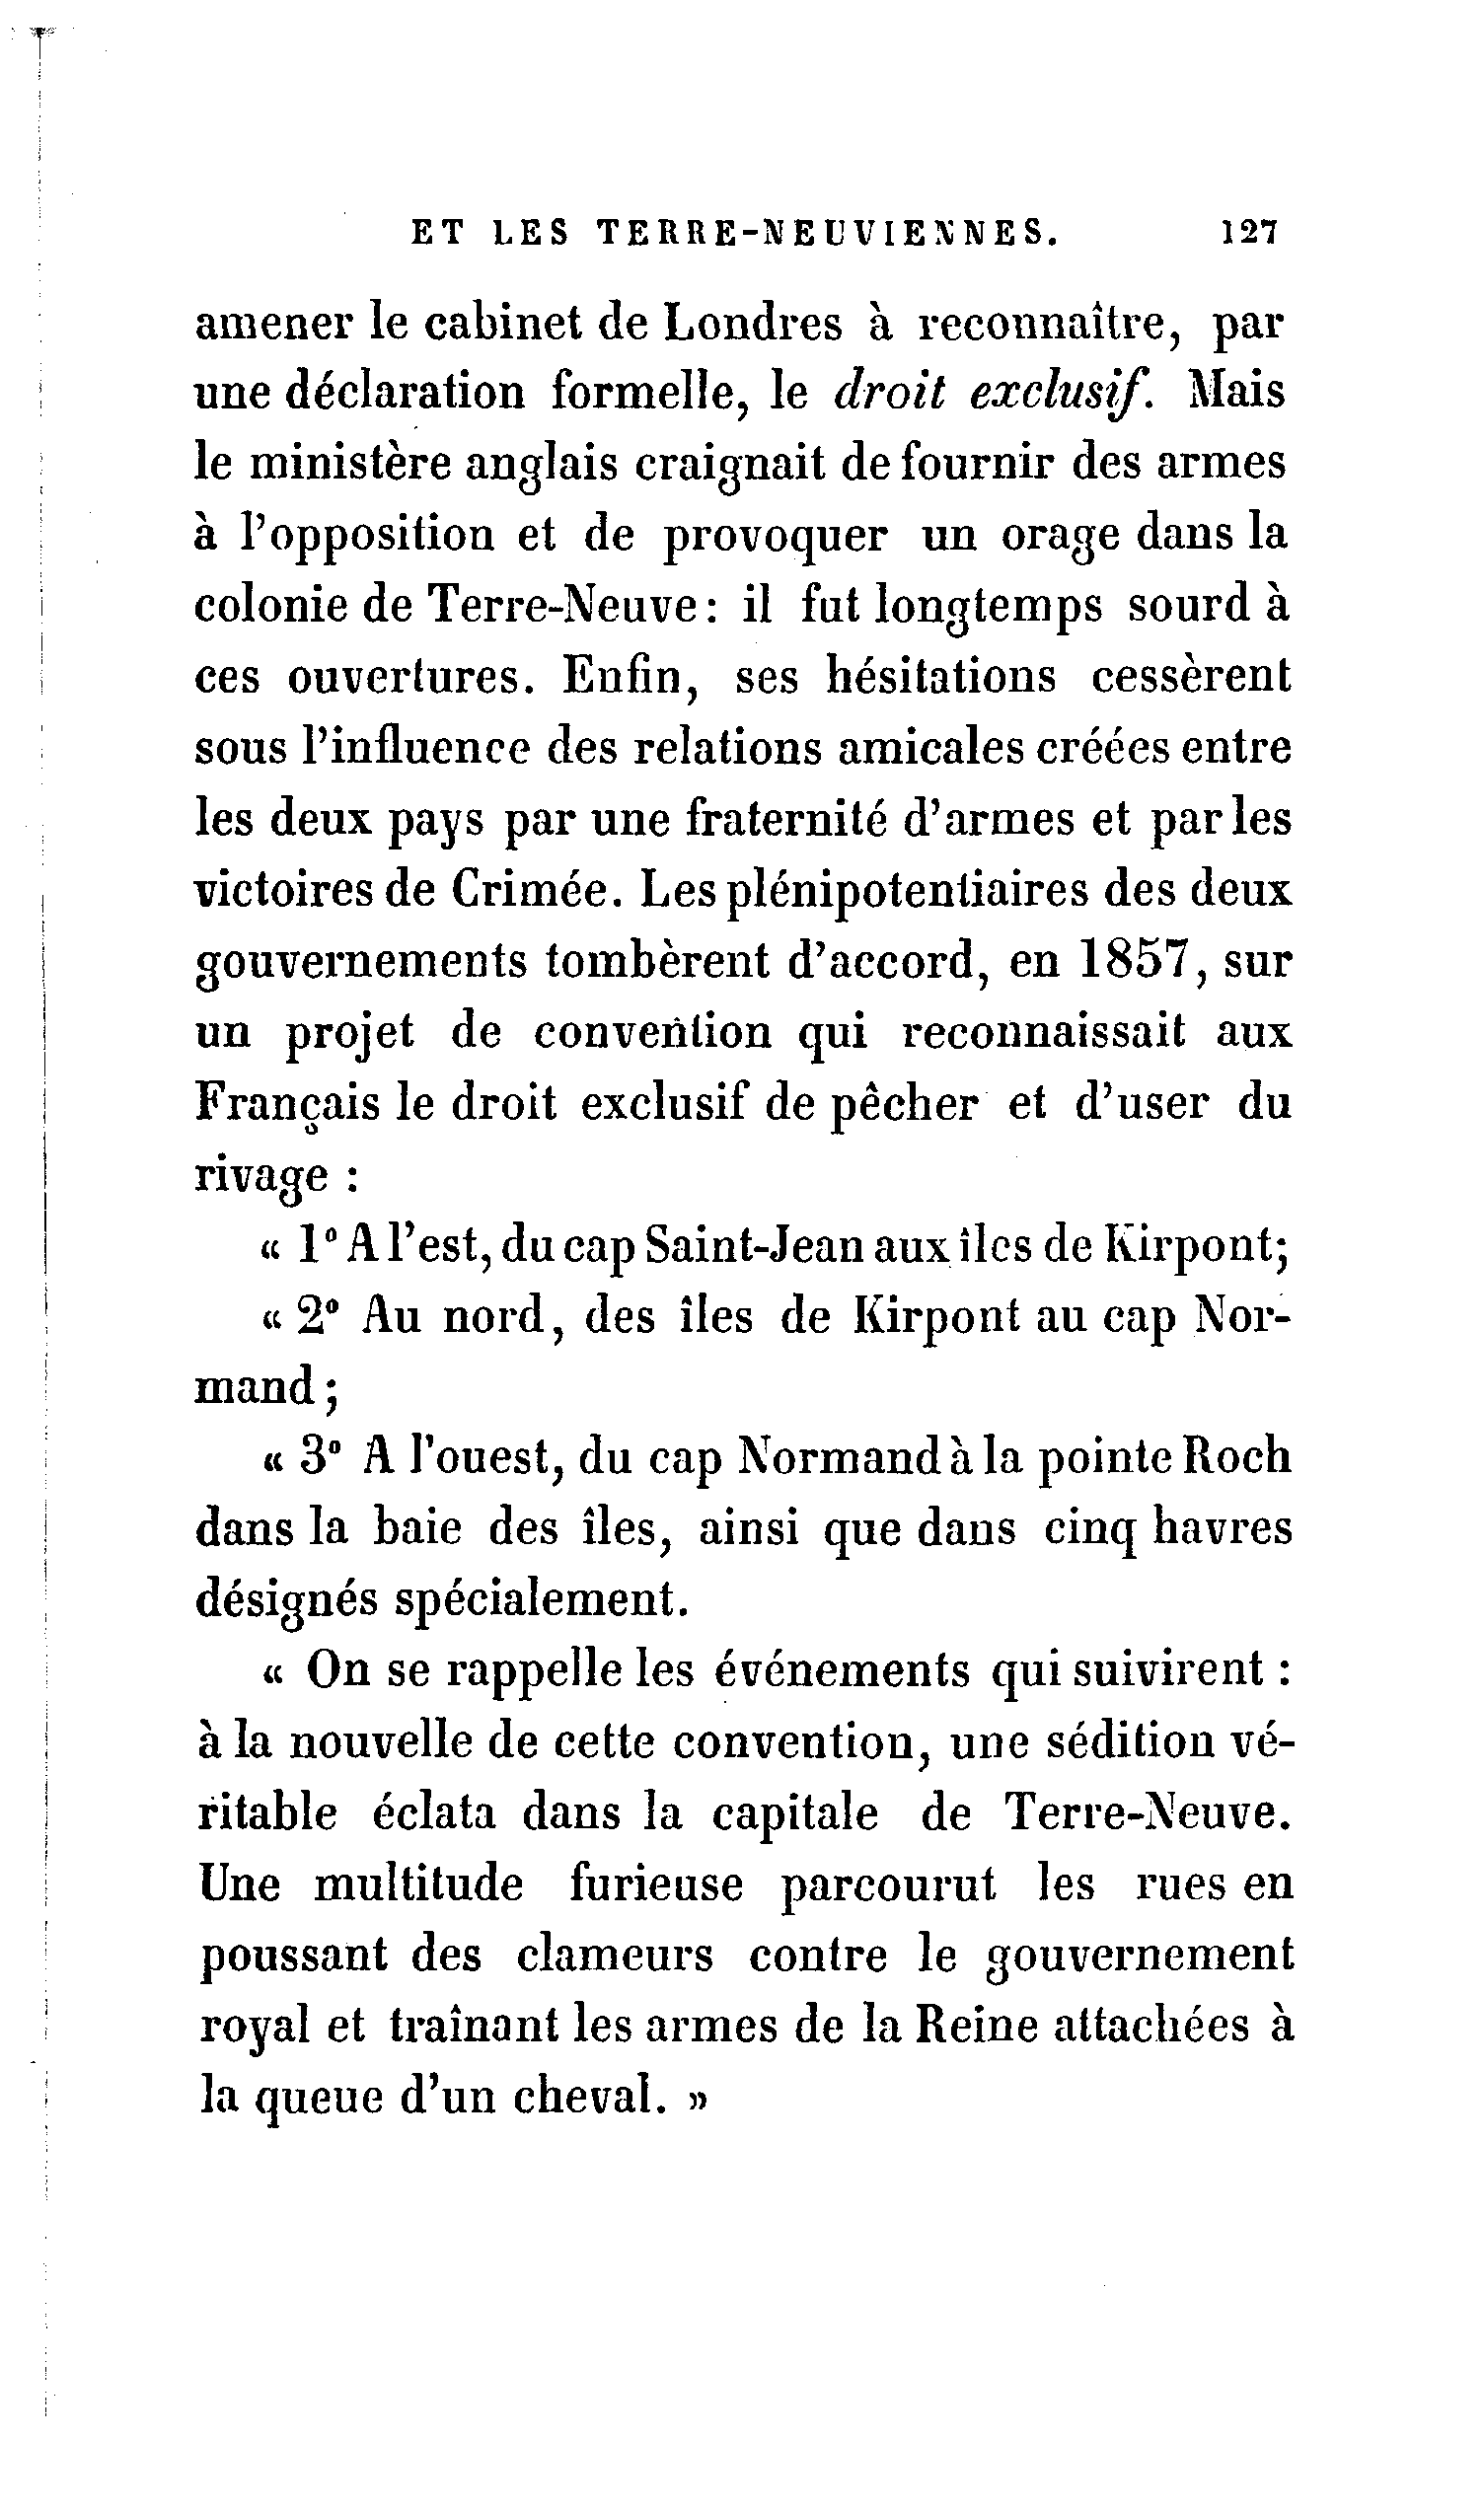 ET LES TERRE-NEUVIENNES. 127
amener le cabinet de Londres à reconnaître, par
une déclaration formelle, le droit exclusif. Mais
le ministère anglais craignait de fournir des armes
à l'opposition et de provoquer un orage dans la
colonie de Terre-Neuve: il fut longtemps sourd à
ces ouvertures. Enfin, ses hésitations cessèrent
sous l'influence des relations amicales créées entre
les deux pays par une fraternité d'armes et par les
victoires de Crimée. Les plénipotentiaires des deux
gouvernements tombèrent d'accord, en 1857, sur
un projet de convention qui reconnaissait aux
Français le droit exclusif de pêcher et d'user du
rivage :
« 1° A l'est, du cap Saint-Jean aux îles de Kirpont;
« 2° Au nord, des îles de Kirpont au cap Nor-
mand ;
« 3° A l'ouest, du cap Normand à la pointe Roch
dans la baie des îles, ainsi que dans cinq havres
désignés spécialement.
« On se rappelle les événements qui suivirent :
à la nouvelle de cette convention, une sédition vé-
ritable éclata dans la capitale de Terre-Neuve.
Une multitude furieuse parcourut les rues en
poussant des clameurs contre le gouvernement
royal et traînant les armes de la Reine attachées à
la queue d'un cheval. »